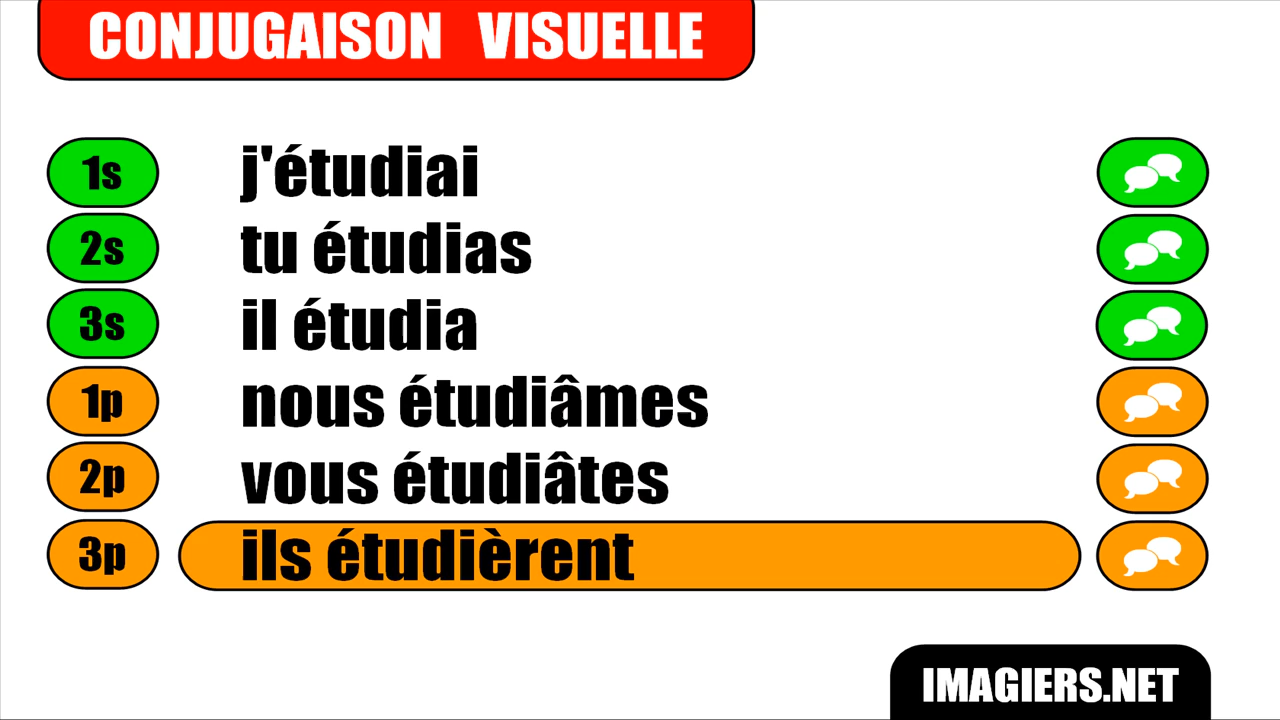 CONJUGAISON VISUELLE
1s j'étudiai
2s tu étudias
3s il étudia
1p nous étudiâmes
2p vous étudiâtes
3p ils étudièrent
IMAGIERS.NET